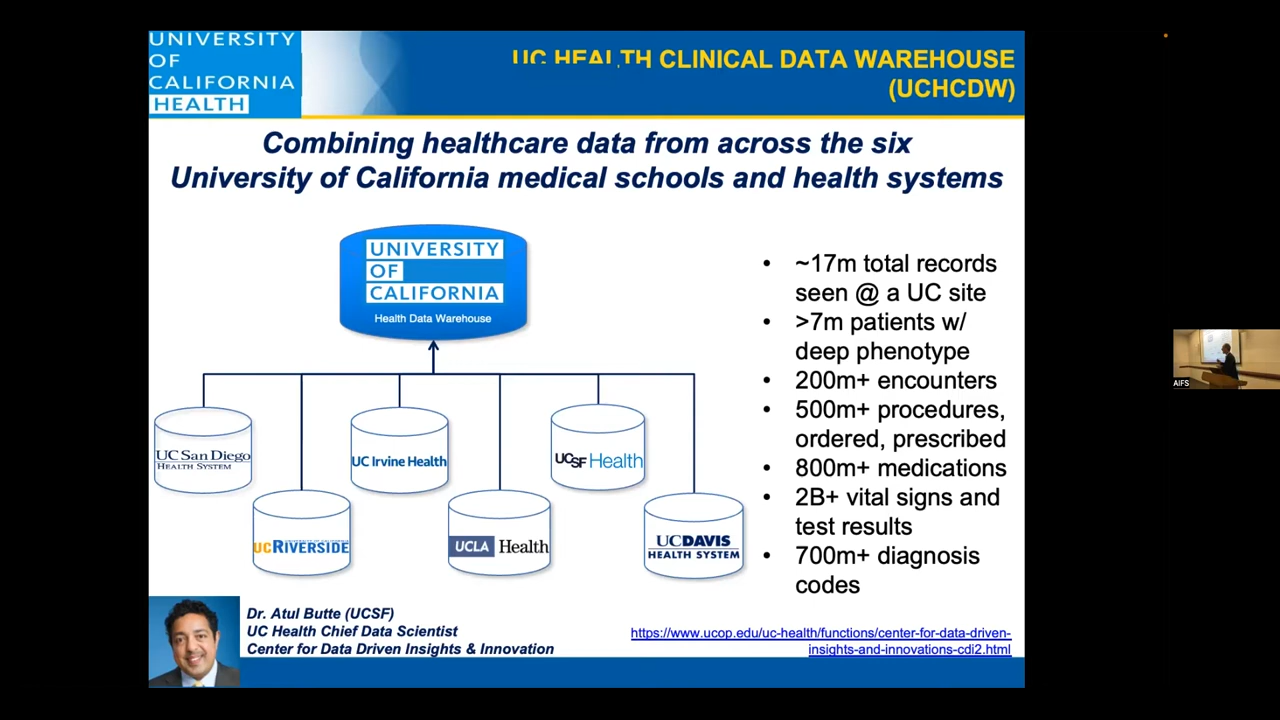 UNIVERSITY
OF
CALIFORNIA
HEALTH
UC HEALTH CLINICAL DATA WAREHOUSE
(UCHCDW)
Combining healthcare data from across the six
University of California medical schools and health systems
UNIVERSITY
OF
CALIFORNIA
Health Data Warehouse
UC San Diego
HEALTH SYSTEM
UC Irvine Health
UCSF Health
UCRIVERSIDE
UCLA Health
UCDAVIS
HEALTH SYSTEM
• ~17m total records
seen @ a UC site
• >7m patients w/
deep phenotype
• 200m+ encounters
• 500m+ procedures,
ordered, prescribed
• 800m+ medications
• 2B+ vital signs and
test results
• 700m+ diagnosis
codes
Dr. Atul Butte (UCSF)
UC Health Chief Data Scientist
Center for Data Driven Insights & Innovation
https://www.ucop.edu/uc-health/functions/center-for-data-driven-
insights-and-innovations-cdi2.html
AIFS